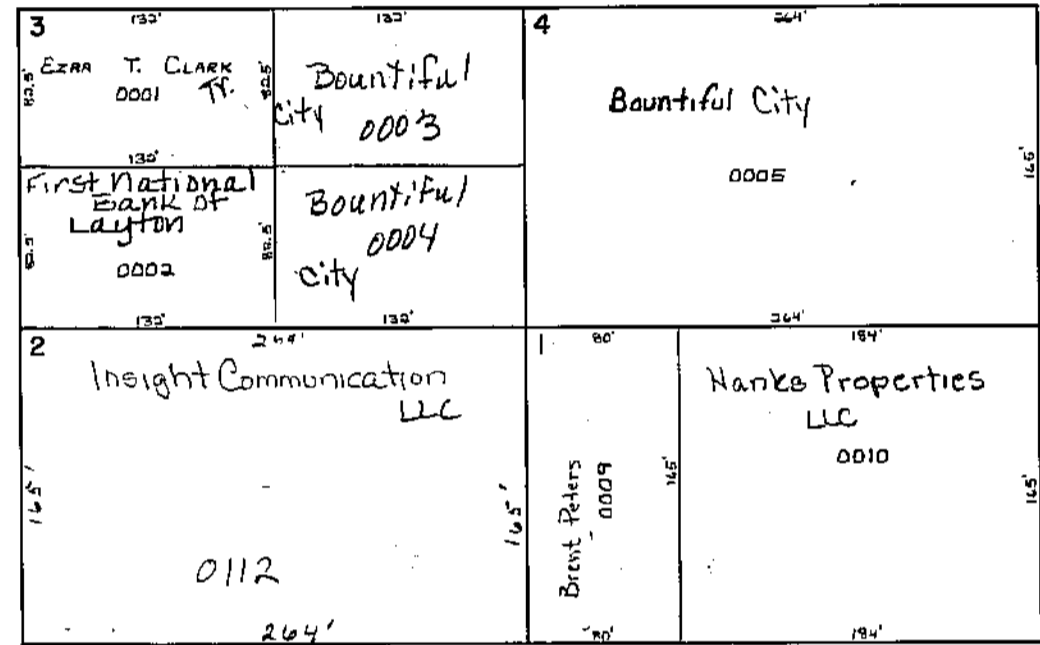 3
132'
EZRA T. CLARK
TR.
0001
82.5'
82.5'
132'
132'
Bountiful
City 0003
4
264'
Bountiful City
0005
165'
264'
First National
Bank of
Layton
0002
82.5'
82.5'
132'
Bountiful
0004
City
132'
2
264'
Insight Communication
LLC
165'
165'
0112
264'
1
80'
Brent Peters
0009
165'
80'
184'
Hanks Properties
LLC
0010
165'
184'